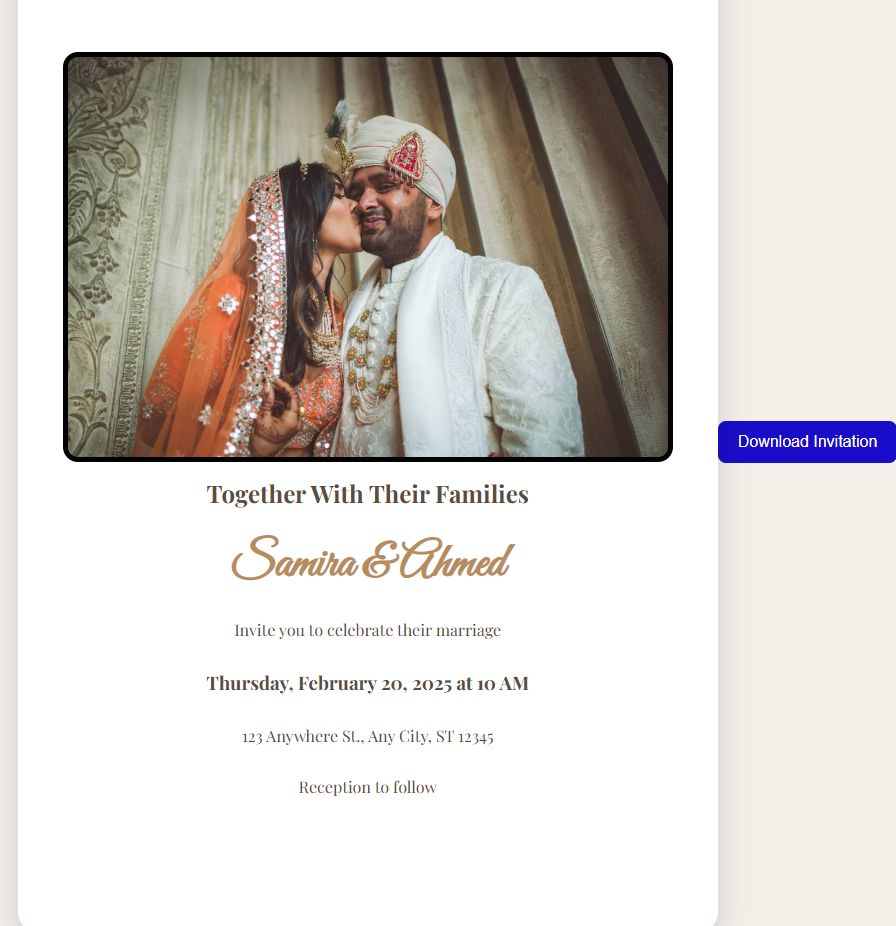 Download Invitation
Together With Their Families
Samira & Ahmed
Invite you to celebrate their marriage
Thursday, February 20, 2025 at 10 AM
123 Anywhere St., Any City, ST 12345
Reception to follow